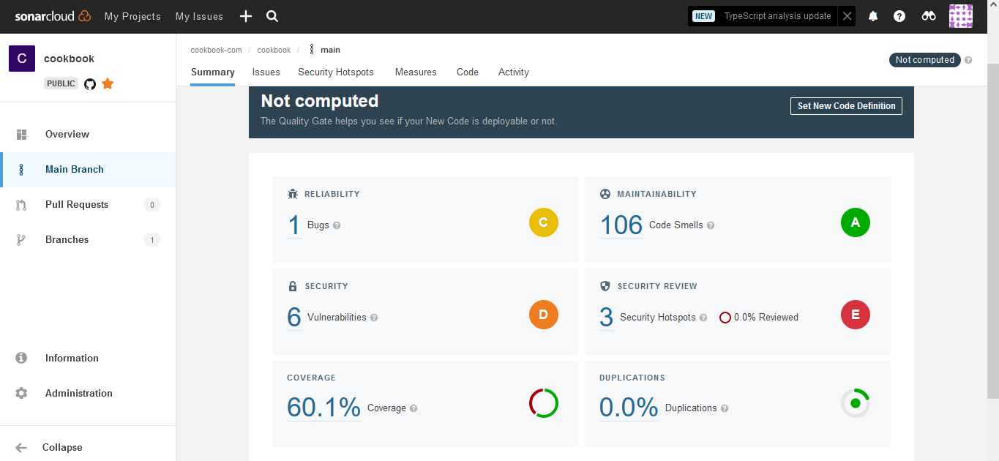 sonarcloud My Projects My Issues NEW TypeScript analysis update ?
C cookbook
PUBLIC
Overview
Main Branch
Pull Requests 0
Branches 1
Information
Administration
Collapse
cookbook-com / cookbook / main
Not computed ?
Summary Issues Security Hotspots Measures Code Activity
Not computed
The Quality Gate helps you see if your New Code is deployable or not.
Set New Code Definition
RELIABILITY
1 Bugs ? C
MAINTAINABILITY
106 Code Smells ? A
SECURITY
6 Vulnerabilities ? D
SECURITY REVIEW
3 Security Hotspots ? 0.0% Reviewed E
COVERAGE
60.1% Coverage ?
DUPLICATIONS
0.0% Duplications ?